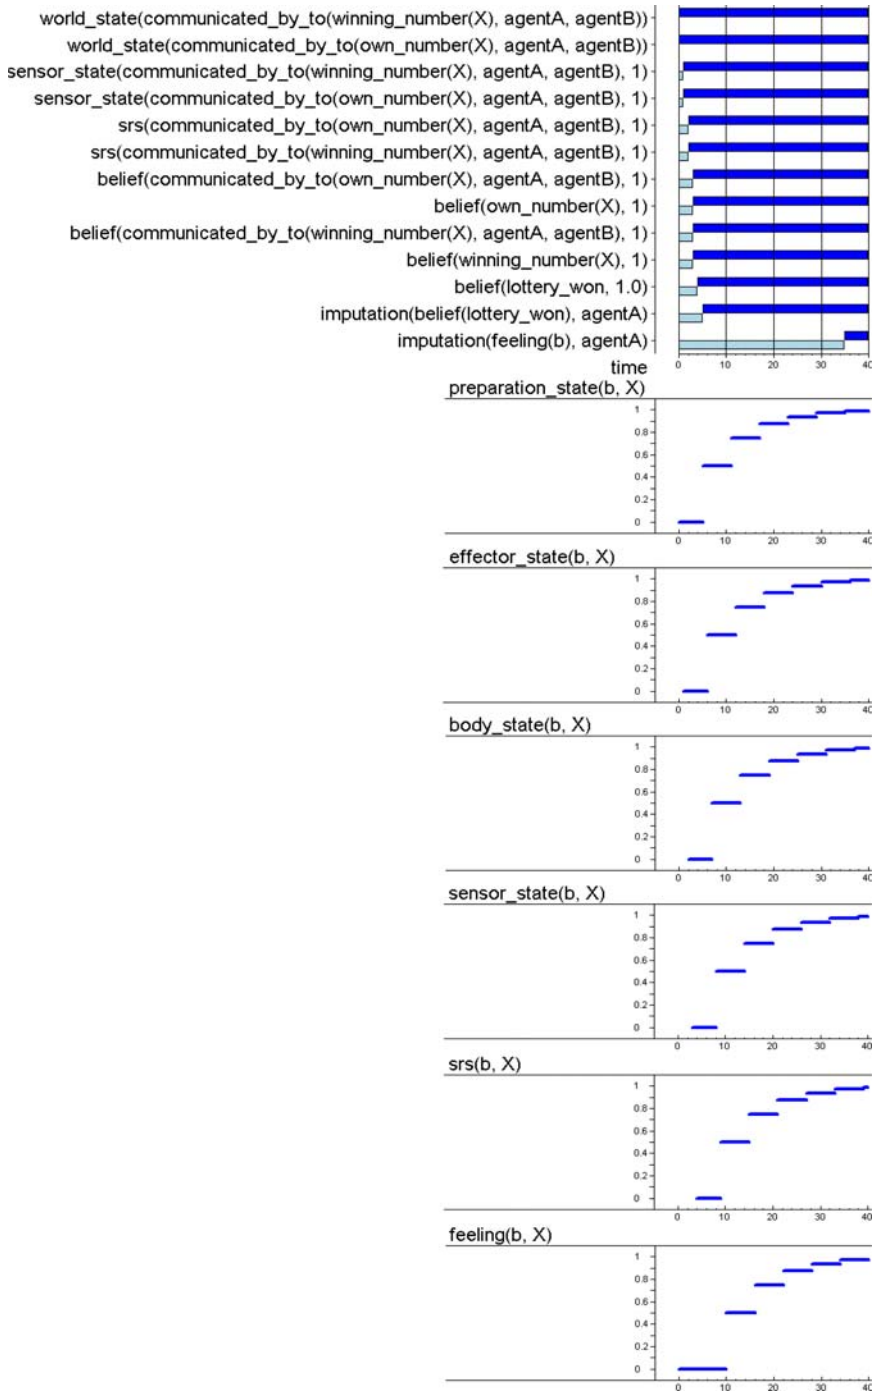 world_state(communicated_by_to(winning_number(X), agentA, agentB))
world_state(communicated_by_to(own_number(X), agentA, agentB))
sensor_state(communicated_by_to(winning_number(X), agentA, agentB), 1)
sensor_state(communicated_by_to(own_number(X), agentA, agentB), 1)
srs(communicated_by_to(own_number(X), agentA, agentB), 1)
srs(communicated_by_to(winning_number(X), agentA, agentB), 1)
belief(communicated_by_to(own_number(X), agentA, agentB), 1)
belief(own_number(X), 1)
belief(communicated_by_to(winning_number(X), agentA, agentB), 1)
belief(winning_number(X), 1)
belief(lottery_won, 1.0)
imputation(belief(lottery_won), agentA)
imputation(feeling(b), agentA)
time 0 10 20 30 40
preparation_state(b, X)
1
0.8
0.6
0.4
0.2
0
0 10 20 30 40
effector_state(b, X)
1
0.8
0.6
0.4
0.2
0
0 10 20 30 40
body_state(b, X)
1
0.8
0.6
0.4
0.2
0
0 10 20 30 40
sensor_state(b, X)
1
0.8
0.6
0.4
0.2
0
0 10 20 30 40
srs(b, X)
1
0.8
0.6
0.4
0.2
0
0 10 20 30 40
feeling(b, X)
1
0.8
0.6
0.4
0.2
0
0 10 20 30 40